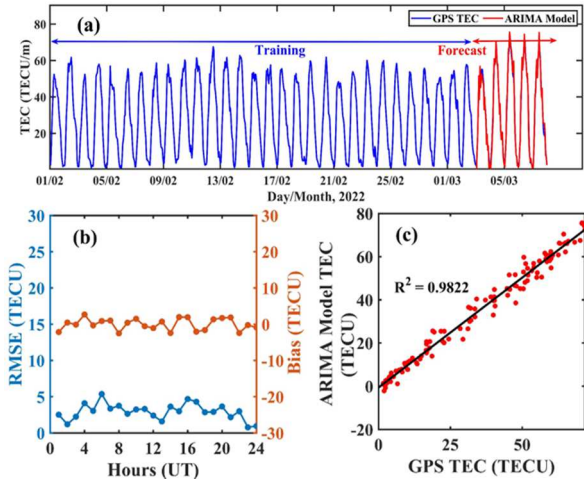 (a)
GPS TEC
ARIMA Model
Training
Forecast
TEC (TECU/m)
80
60
40
20
01/02
05/02
09/02
13/02
17/02
21/02
25/02
01/03
05/03
Day/Month, 2022
(b)
RMSE (TECU)
30
25
20
15
10
5
0
Bias (TECU)
30
20
10
0
-10
-20
-30
0
4
8
12
16
20
24
Hours (UT)
(c)
ARIMA Model TEC
(TECU)
80
60
40
20
0
-20
R² = 0.9822
0
25
50
GPS TEC (TECU)